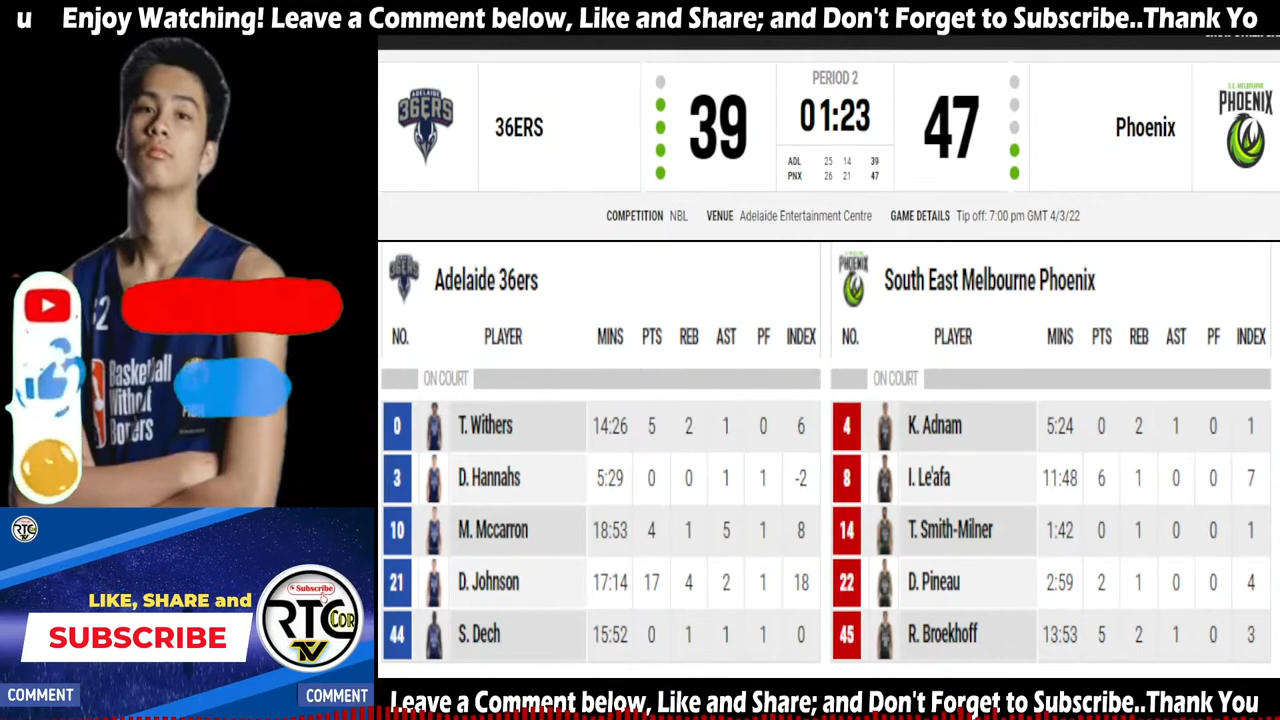 u Enjoy Watching! Leave a Comment below, Like and Share; and Don't Forget to Subscribe..Thank Yo
ADELAIDE
36ERS
36ERS
39
PERIOD 2
01:23
ADL 25 14 39
PNX 26 21 47
47
Phoenix
S.E. MELBOURNE
PHOENIX
COMPETITION NBL VENUE Adelaide Entertainment Centre GAME DETAILS Tip off: 7:00 pm GMT 4/3/22
36ERS
Adelaide 36ers
NO. PLAYER MINS PTS REB AST PF INDEX
ON COURT
0 T. Withers 14:26 5 2 1 0 6
3 D. Hannahs 5:29 0 0 1 1 -2
10 M. Mccarron 18:53 4 1 5 1 8
21 D. Johnson 17:14 17 4 2 1 18
44 S. Dech 15:52 0 1 1 1 0
PHOENIX
South East Melbourne Phoenix
NO. PLAYER MINS PTS REB AST PF INDEX
ON COURT
4 K. Adnam 5:24 0 2 1 0 1
8 I. Le'afa 11:48 6 1 0 0 7
14 T. Smith-Milner 1:42 0 1 0 0 1
22 D. Pineau 2:59 2 1 0 0 4
45 R. Broekhoff 13:53 5 2 1 0 3
2
Basketball
Without
Borders
RTC
LIKE, SHARE and
SUBSCRIBE
Subscribe
RTC
COR
TV
COMMENT
COMMENT
Leave a Comment below, Like and Share; and Don't Forget to Subscribe..Thank You